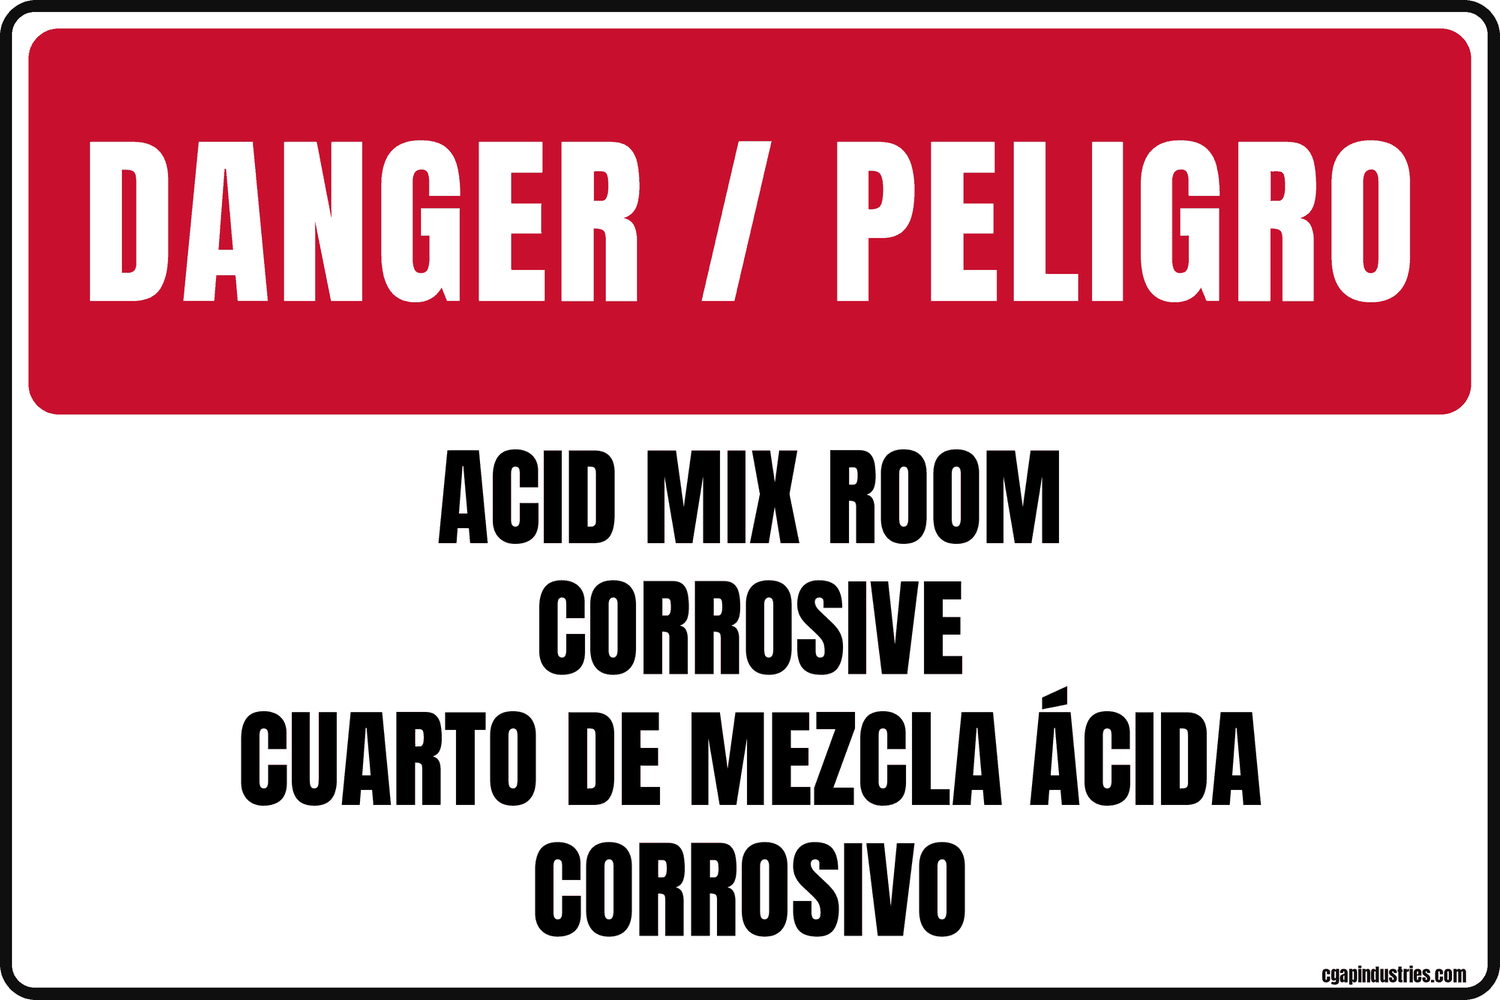 DANGER / PELIGRO
ACID MIX ROOM
CORROSIVE
CUARTO DE MEZCLA ÁCIDA
CORROSIVO
cgapindustries.com